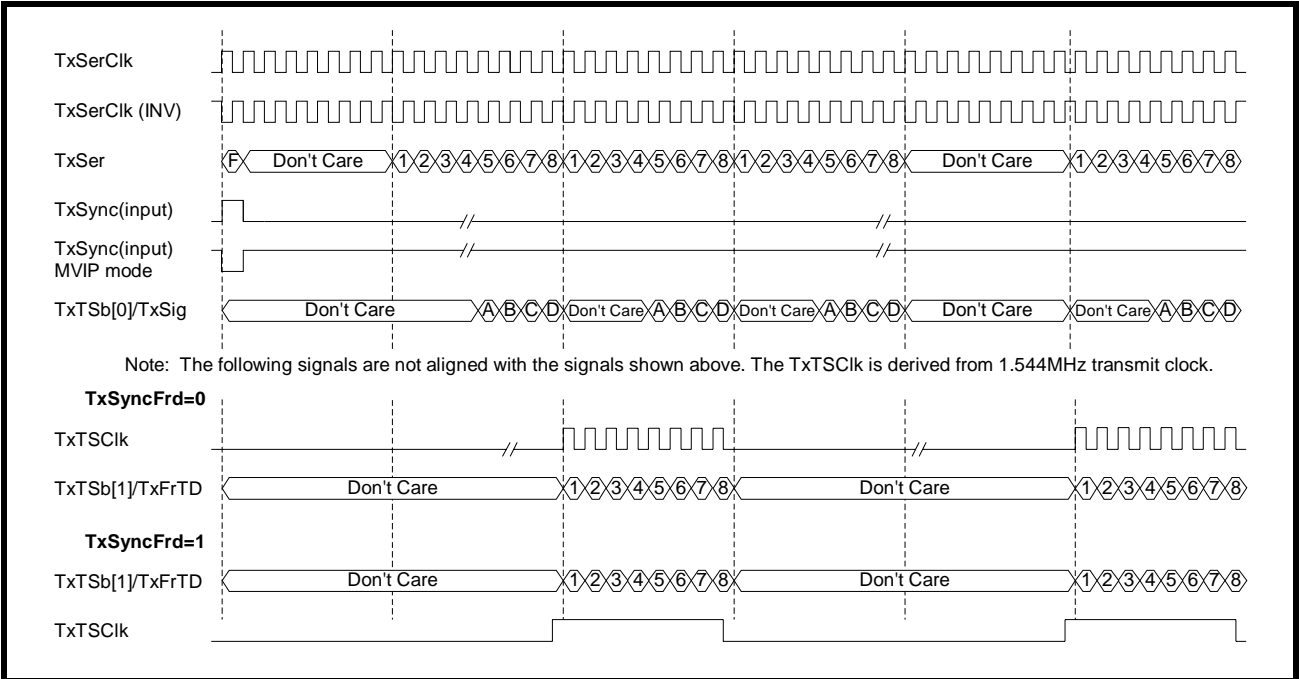 TxSerClk
TxSerClk (INV)
TxSer F Don't Care 1 2 3 4 5 6 7 8 1 2 3 4 5 6 7 8 1 2 3 4 5 6 7 8 Don't Care 1 2 3 4 5 6 7 8
TxSync(input)
TxSync(input)
MVIP mode
TxTSb[0]/TxSig Don't Care A B C D Don't Care A B C D Don't Care A B C D Don't Care Don't Care A B C D
Note: The following signals are not aligned with the signals shown above. The TxTSClk is derived from 1.544MHz transmit clock.
TxSyncFrd=0
TxTSClk
TxTSb[1]/TxFrTD Don't Care 1 2 3 4 5 6 7 8 Don't Care 1 2 3 4 5 6 7 8
TxSyncFrd=1
TxTSb[1]/TxFrTD Don't Care 1 2 3 4 5 6 7 8 Don't Care 1 2 3 4 5 6 7 8
TxTSClk